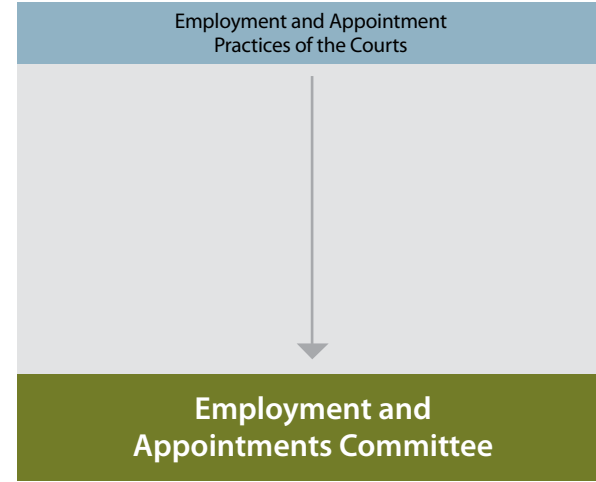 Employment and Appointment
Practices of the Courts
Employment and
Appointments Committee